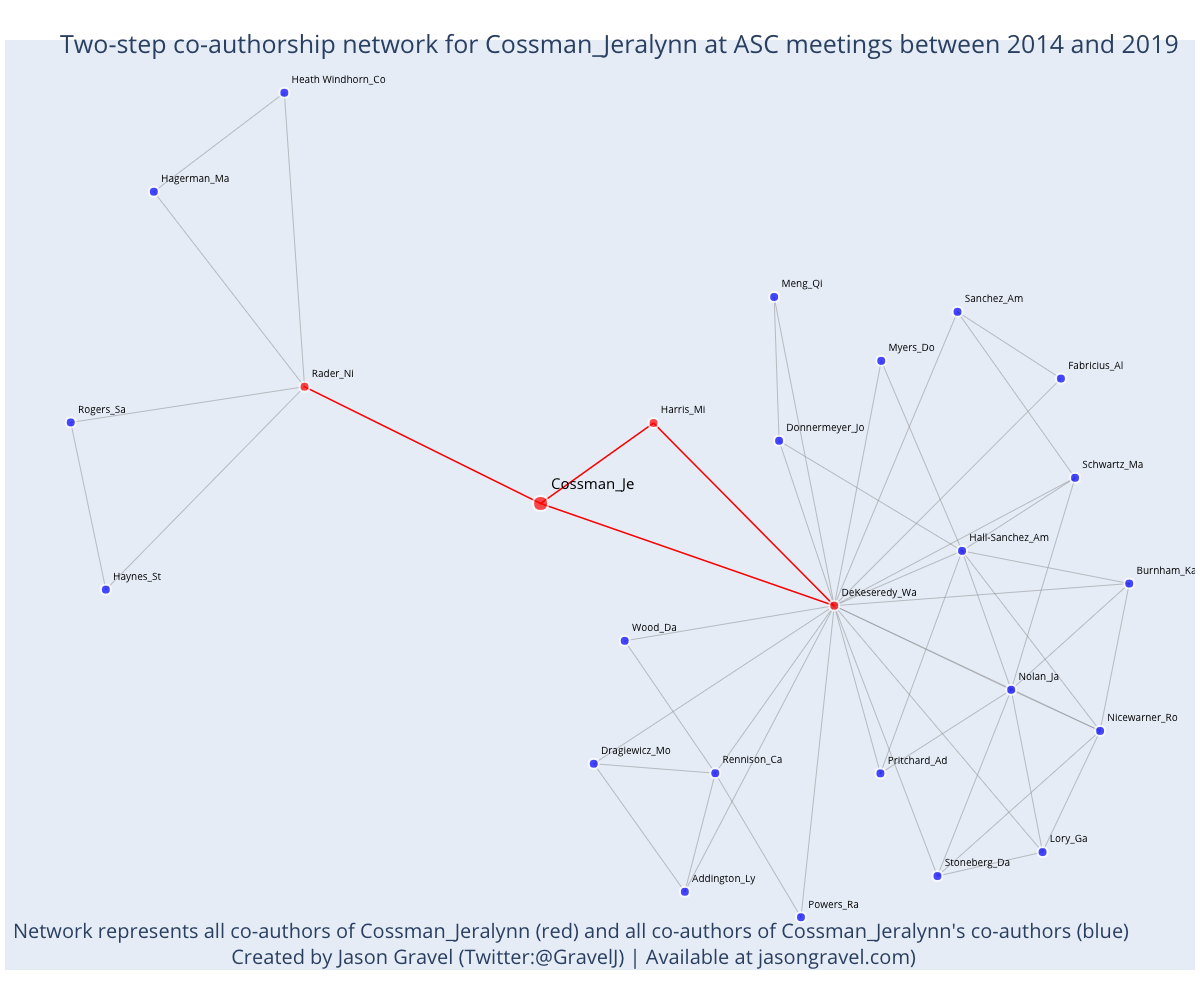 Two-step co-authorship network for Cossman_Jeralynn at ASC meetings between 2014 and 2019
Heath Windhorn_Co
Hagerman_Ma
Meng_Qi
Sanchez_Am
Myers_Do
Fabricius_Al
Rader_Ni
Rogers_Sa
Harris_Mi
Donnermeyer_Jo
Schwartz_Ma
Cossman_Je
Hall-Sanchez_Am
Haynes_St
Burnham_Ka
DeKeseredy_Wa
Wood_Da
Nolan_Ja
Nicewarner_Ro
Dragiewicz_Mo
Rennison_Ca
Pritchard_Ad
Lory_Ga
Stoneberg_Da
Addington_Ly
Powers_Ra
Network represents all co-authors of Cossman_Jeralynn (red) and all co-authors of Cossman_Jeralynn's co-authors (blue)
Created by Jason Gravel (Twitter:@GravelJ) | Available at jasongravel.com)